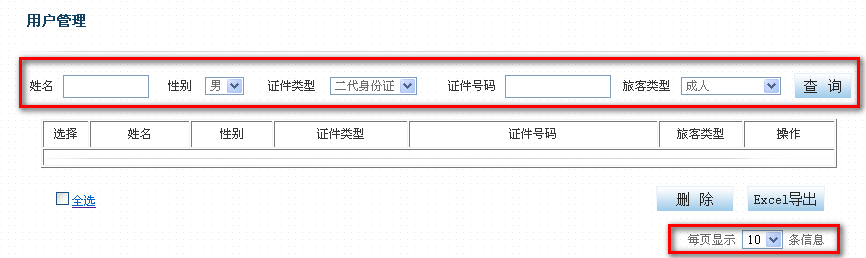 用户管理
姓名 性别 男 证件类型 二代身份证 证件号码 旅客类型 成人 查 询
选择 姓名 性别 证件类型 证件号码 旅客类型 操作
全选 删 除 Excel导出
每页显示 10 条信息